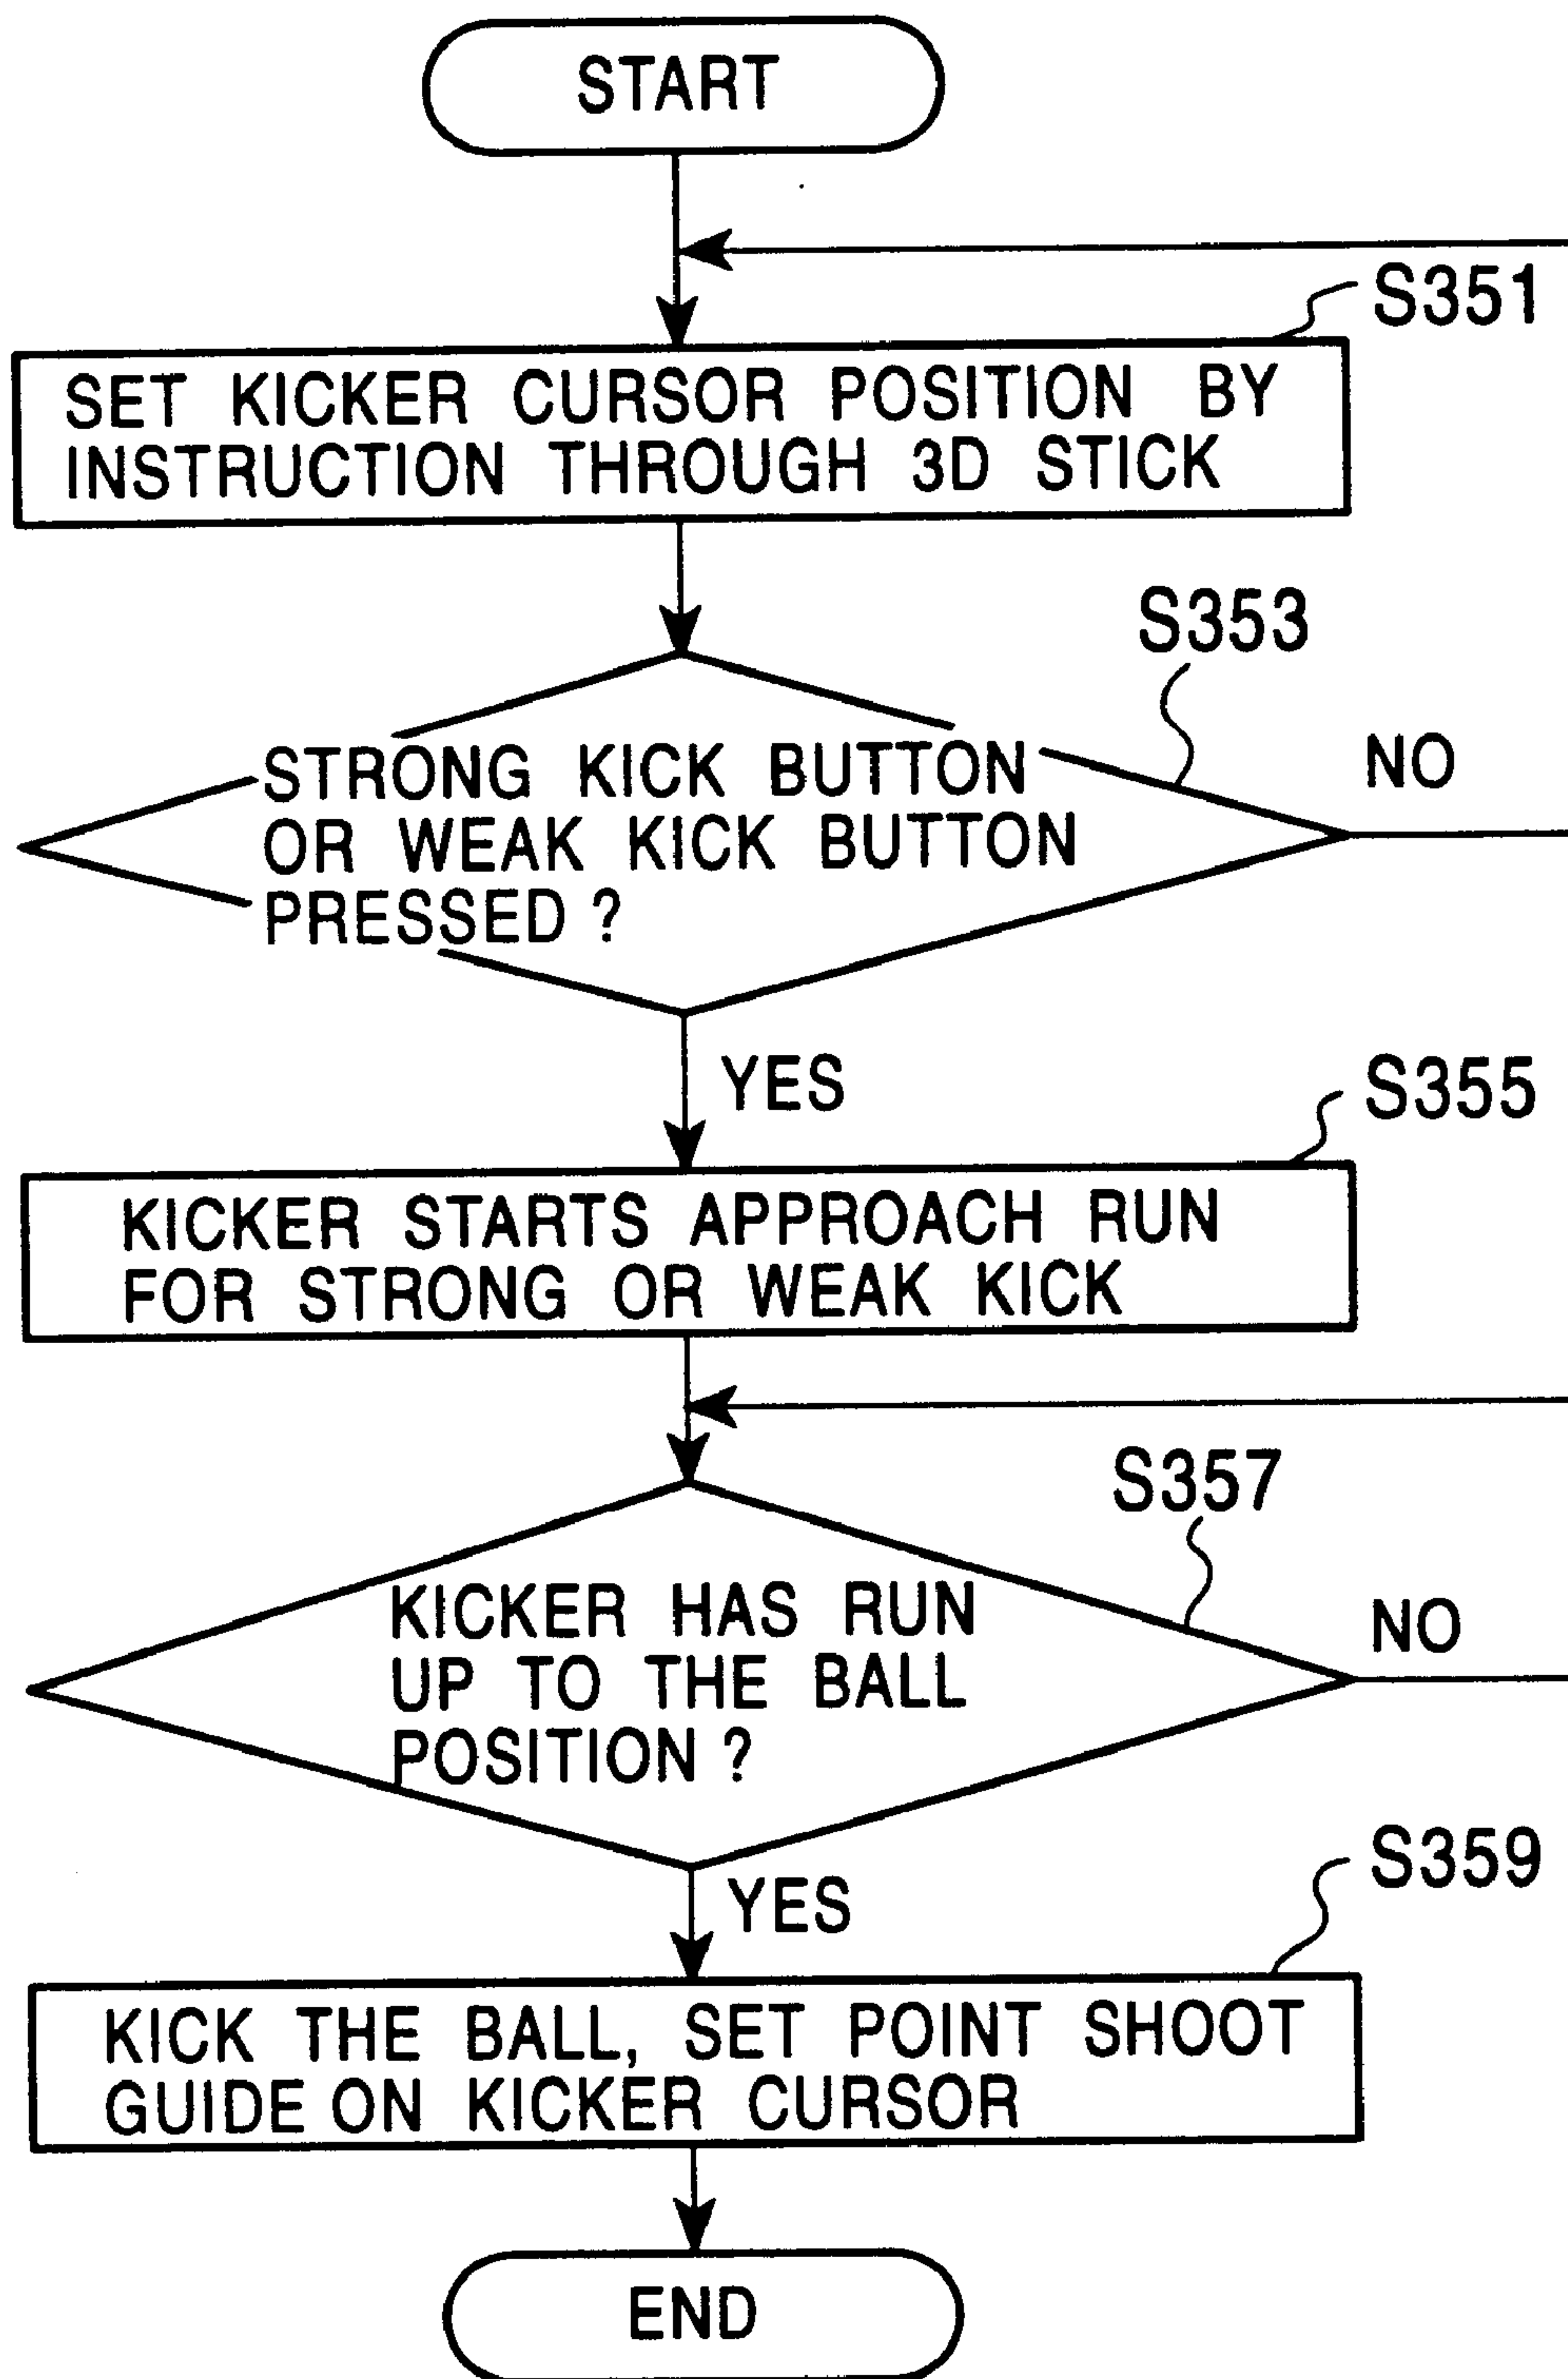 START
S351
SET KICKER CURSOR POSITION BY
INSTRUCTION THROUGH 3D STICK
S353
NO
STRONG KICK BUTTON
OR WEAK KICK BUTTON
PRESSED ?
YES
S355
KICKER STARTS APPROACH RUN
FOR STRONG OR WEAK KICK
S357
NO
KICKER HAS RUN
UP TO THE BALL
POSITION ?
YES
S359
KICK THE BALL, SET POINT SHOOT
GUIDE ON KICKER CURSOR
END